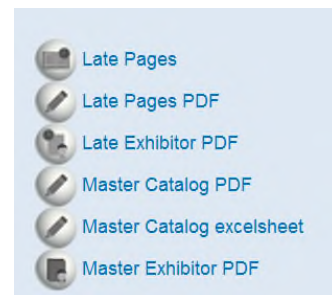 Late Pages
Late Pages PDF
Late Exhibitor PDF
Master Catalog PDF
Master Catalog excelsheet
Master Exhibitor PDF